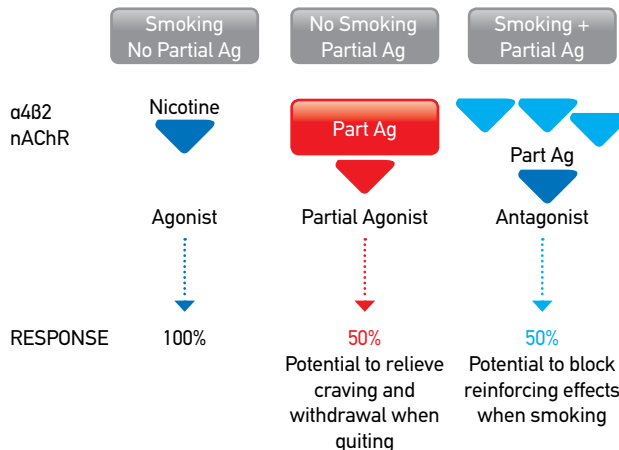 Smoking
No Partial Ag
No Smoking
Partial Ag
Smoking +
Partial Ag
α4ß2
nAChR
Nicotine
Part Ag
Part Ag
Agonist
Partial Agonist
Antagonist
RESPONSE
100%
50%
Potential to relieve
craving and
withdrawal when
quiting
50%
Potential to block
reinforcing effects
when smoking